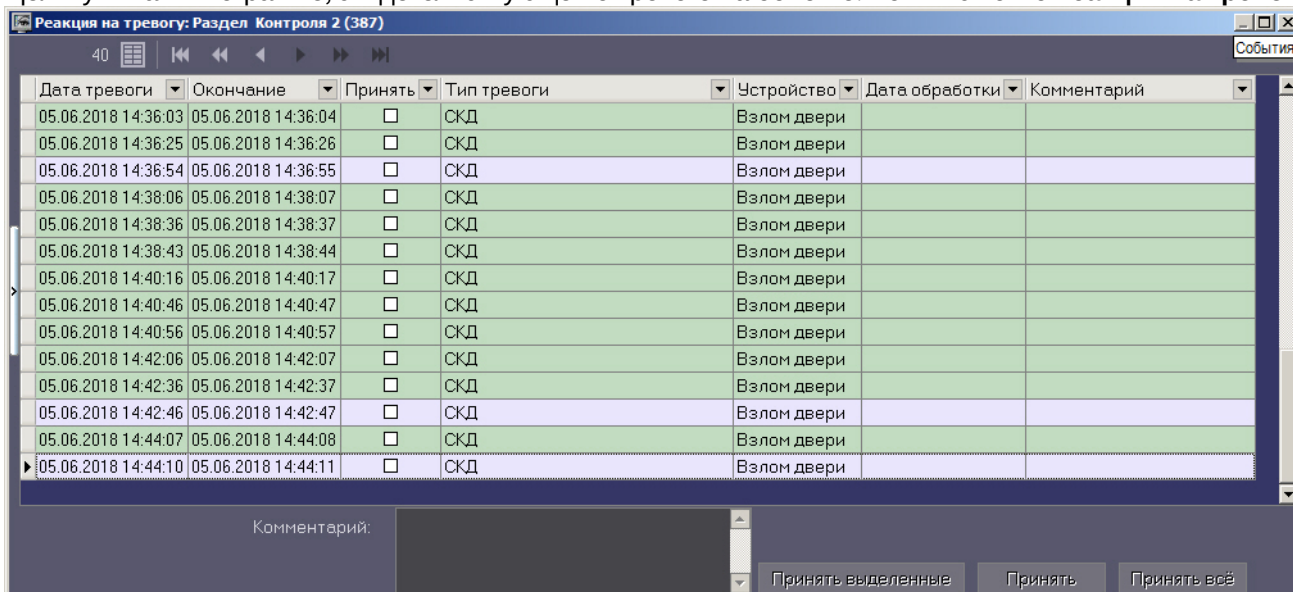 Реакция на тревогу: Раздел Контроля 2 (387)
События
40
Дата тревоги Окончание Принять Тип тревоги Устройство Дата обработки Комментарий
05.06.2018 14:36:03 05.06.2018 14:36:04 СКД Взлом двери
05.06.2018 14:36:25 05.06.2018 14:36:26 СКД Взлом двери
05.06.2018 14:36:54 05.06.2018 14:36:55 СКД Взлом двери
05.06.2018 14:38:06 05.06.2018 14:38:07 СКД Взлом двери
05.06.2018 14:38:36 05.06.2018 14:38:37 СКД Взлом двери
05.06.2018 14:38:43 05.06.2018 14:38:44 СКД Взлом двери
05.06.2018 14:40:16 05.06.2018 14:40:17 СКД Взлом двери
05.06.2018 14:40:46 05.06.2018 14:40:47 СКД Взлом двери
05.06.2018 14:40:56 05.06.2018 14:40:57 СКД Взлом двери
05.06.2018 14:42:06 05.06.2018 14:42:07 СКД Взлом двери
05.06.2018 14:42:36 05.06.2018 14:42:37 СКД Взлом двери
05.06.2018 14:42:46 05.06.2018 14:42:47 СКД Взлом двери
05.06.2018 14:44:07 05.06.2018 14:44:08 СКД Взлом двери
05.06.2018 14:44:10 05.06.2018 14:44:11 СКД Взлом двери
Комментарий:
Принять выделенные Принять Принять всё